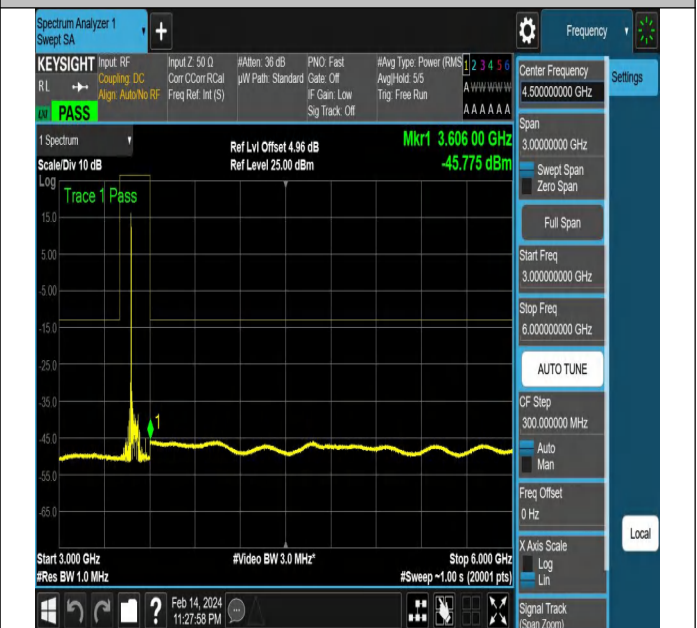 Spectrum Analyzer 1
Swept SA
+
Frequency
KEYSIGHT
RL
PASS
Input: RF
Coupling: DC
Align: Auto/No RF
Input Z: 50 Ω
Corr CCorr RCal
Freq Ref: Int (S)
#Atten: 36 dB
µW Path: Standard
PNO: Fast
Gate: Off
IF Gain: Low
Sig Track: Off
#Avg Type: Power (RMS
Avg|Hold: 5/5
Trig: Free Run
1 2 3 4 5 6
A W W W W W
A A A A A A
1 Spectrum
Scale/Div 10 dB
Ref Lvl Offset 4.96 dB
Ref Level 25.00 dBm
Mkr1 3.606 00 GHz
-45.775 dBm
Log
Trace 1 Pass
15.0
5.00
-5.00
-15.0
-25.0
-35.0
-45.0
-55.0
-65.0
1
Start 3.000 GHz
#Res BW 1.0 MHz
#Video BW 3.0 MHz*
Stop 6.000 GHz
#Sweep ~1.00 s (20001 pts)
Feb 14, 2024
11:27:58 PM
Center Frequency
4.500000000 GHz
Settings
Span
3.00000000 GHz
Swept Span
Zero Span
Full Span
Start Freq
3.000000000 GHz
Stop Freq
6.000000000 GHz
AUTO TUNE
CF Step
300.000000 MHz
Auto
Man
Freq Offset
0 Hz
X Axis Scale
Log
Lin
Local
Signal Track
(Span Zoom)